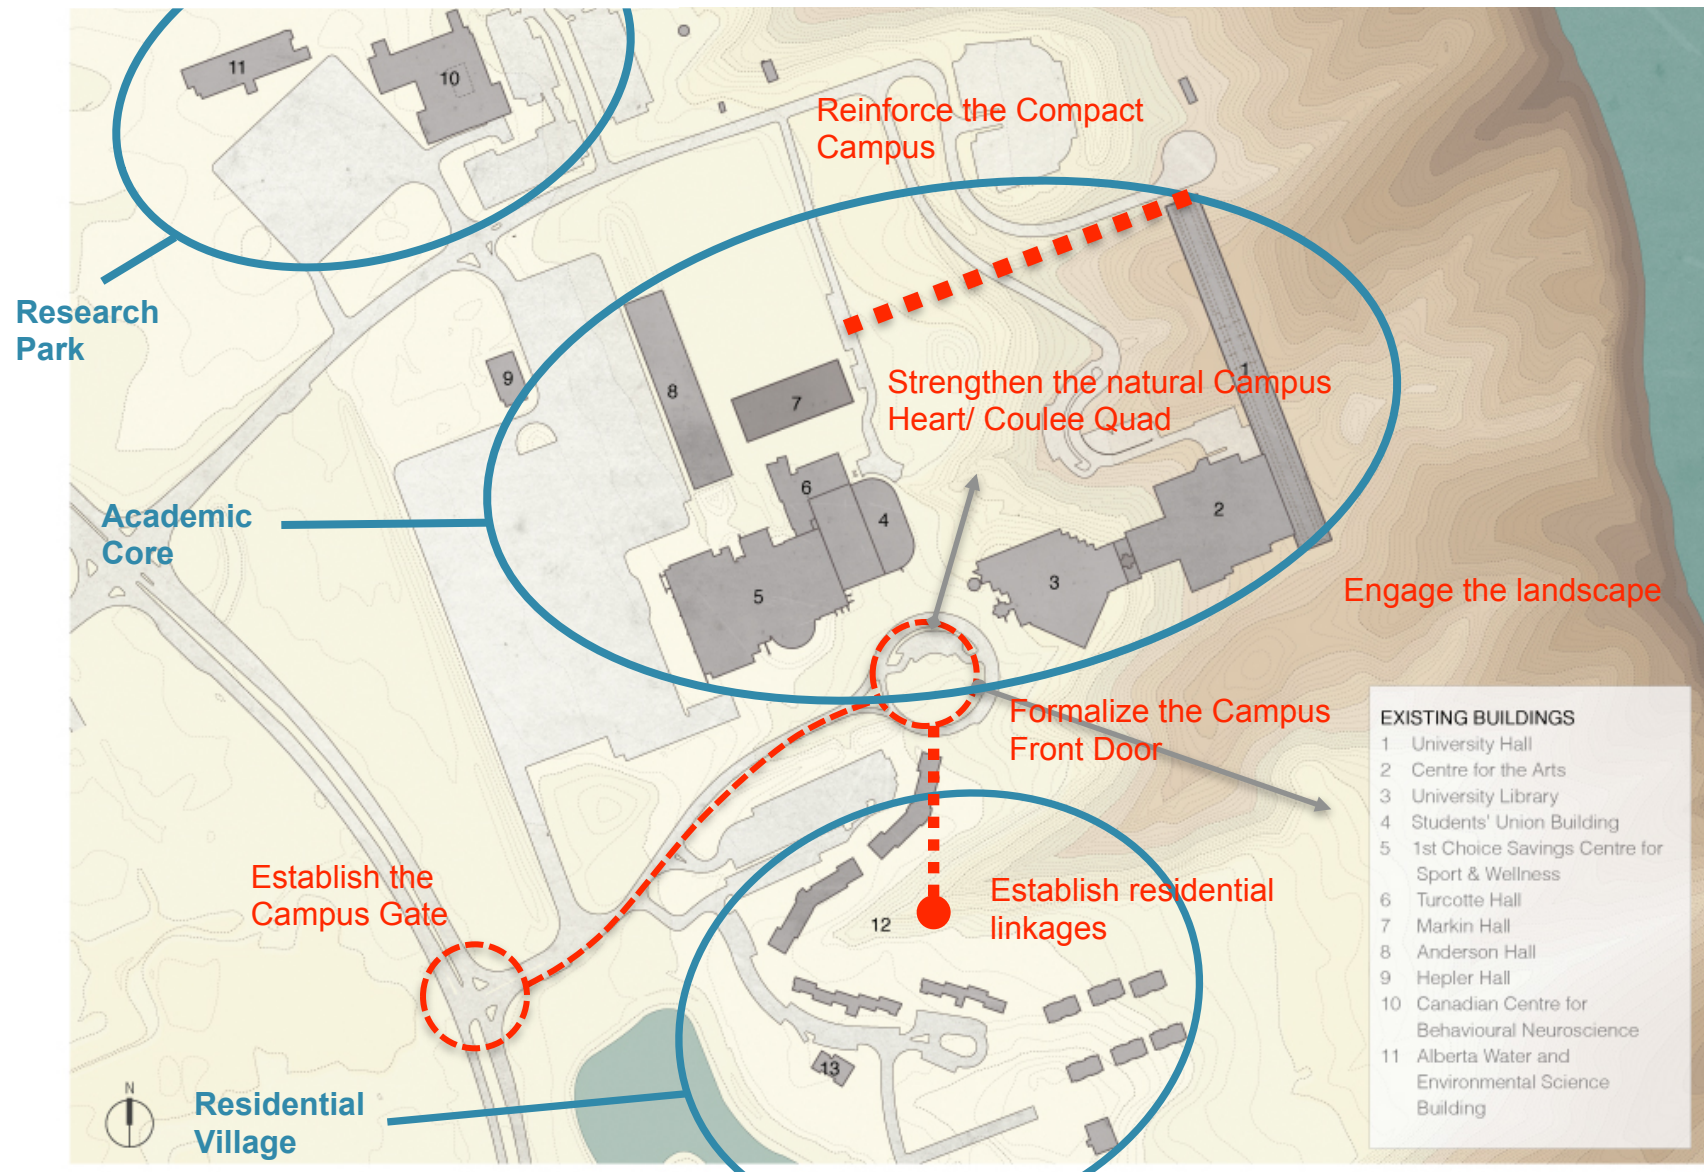 11
10
Reinforce the Compact
Campus
Research
Park
9
8
7
1
Strengthen the natural Campus
Heart/ Coulee Quad
6
4
2
Academic
Core
5
3
Engage the landscape
Formalize the Campus
Front Door
Establish the
Campus Gate
Establish residential
linkages
12
13
N
Residential
Village
EXISTING BUILDINGS
1 University Hall
2 Centre for the Arts
3 University Library
4 Students' Union Building
5 1st Choice Savings Centre for
Sport & Wellness
6 Turcotte Hall
7 Markin Hall
8 Anderson Hall
9 Hepler Hall
10 Canadian Centre for
Behavioural Neuroscience
11 Alberta Water and
Environmental Science
Building